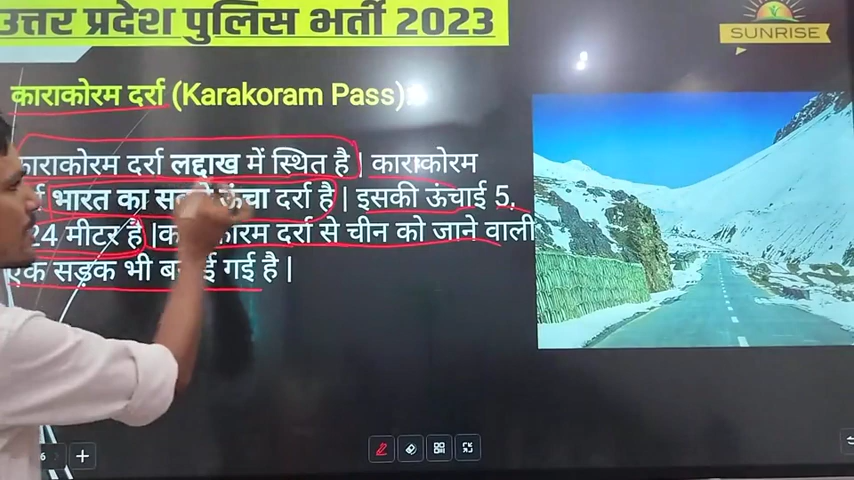 उत्तर प्रदेश पुलिस भर्ती 2023
SUNRISE
काराकोरम दर्रा (Karakoram Pass)
काराकोरम दर्रा लद्दाख में स्थित है | काराकोरम
भारत का ऊंचा दर्रा है | इसकी ऊंचाई 5,
24 मीटर है | दर्रा से चीन को जाने वाली
एक सड़क भी गई है |
6